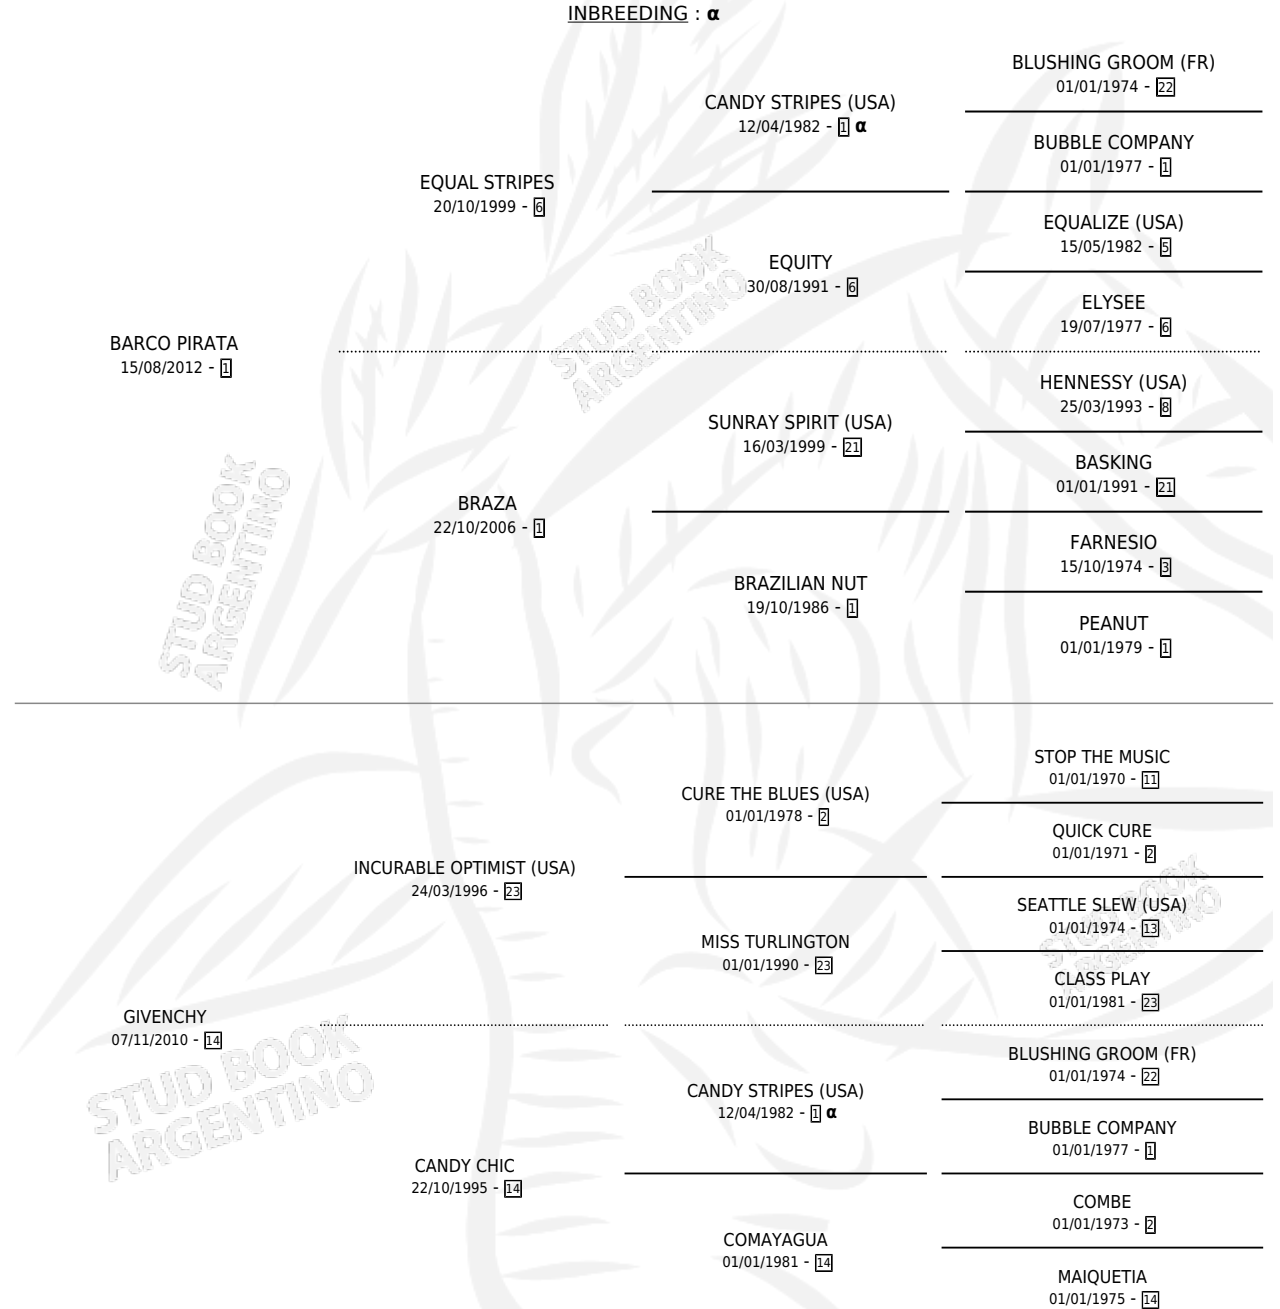 INBREEDING : α
BLUSHING GROOM (FR)
01/01/1974 - 22
CANDY STRIPES (USA)
12/04/1982 - 1 α
BUBBLE COMPANY
01/01/1977 - 1
EQUAL STRIPES
20/10/1999 - 6
EQUALIZE (USA)
15/05/1982 - 5
EQUITY
30/08/1991 - 6
ELYSEE
19/07/1977 - 6
BARCO PIRATA
15/08/2012 - 1
HENNESSY (USA)
25/03/1993 - 8
SUNRAY SPIRIT (USA)
16/03/1999 - 21
BASKING
01/01/1991 - 21
BRAZA
22/10/2006 - 1
FARNESIO
15/10/1974 - 3
BRAZILIAN NUT
19/10/1986 - 1
PEANUT
01/01/1979 - 1
STUD BOOK
ARGENTINO
STUD BOOK
ARGENTINO
STOP THE MUSIC
01/01/1970 - 11
CURE THE BLUES (USA)
01/01/1978 - 2
QUICK CURE
01/01/1971 - 2
INCURABLE OPTIMIST (USA)
24/03/1996 - 23
SEATTLE SLEW (USA)
01/01/1974 - 13
MISS TURLINGTON
01/01/1990 - 23
CLASS PLAY
01/01/1981 - 23
GIVENCHY
07/11/2010 - 14
BLUSHING GROOM (FR)
01/01/1974 - 22
CANDY STRIPES (USA)
12/04/1982 - 1 α
BUBBLE COMPANY
01/01/1977 - 1
CANDY CHIC
22/10/1995 - 14
COMBE
01/01/1973 - 2
COMAYAGUA
01/01/1981 - 14
MAIQUETIA
01/01/1975 - 14
STUD BOOK
ARGENTINO
STUD BOOK
ARGENTINO